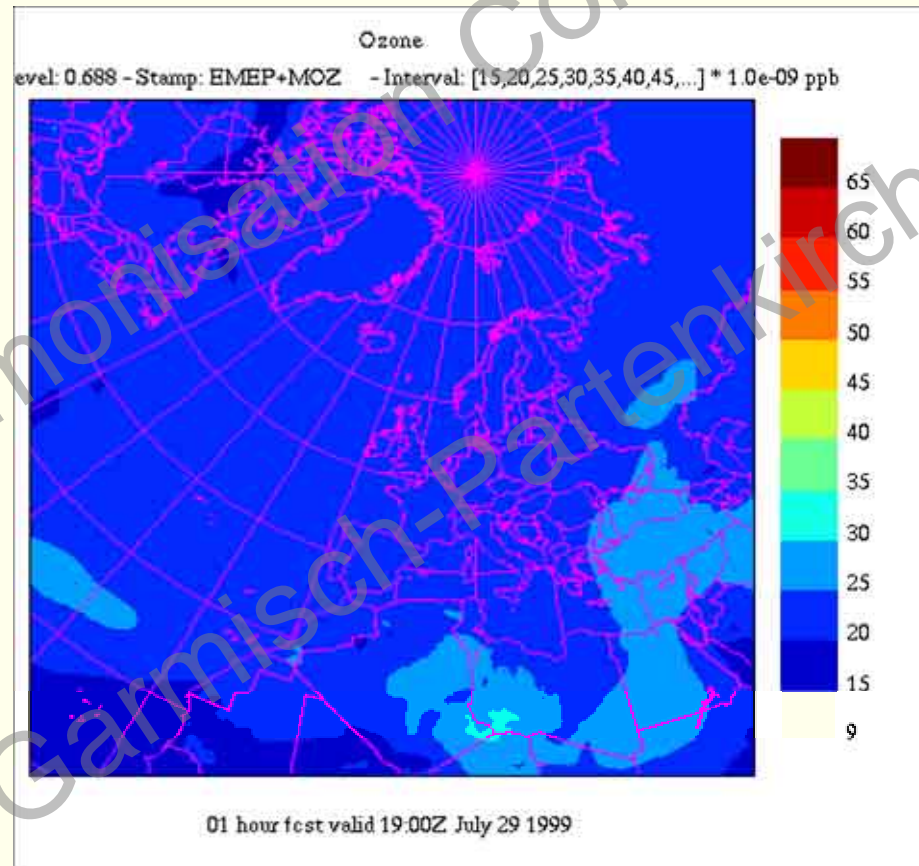 Ozone
evel: 0.688 - Stamp: EMEP+MOZ - Interval: [15,20,25,30,35,40,45,...] * 1.0e-09 ppb
65
60
55
50
45
40
35
30
25
20
15
9
01 hour fcst valid 19:00Z July 29 1999
monisation Co
Garmisch-Partenkirch